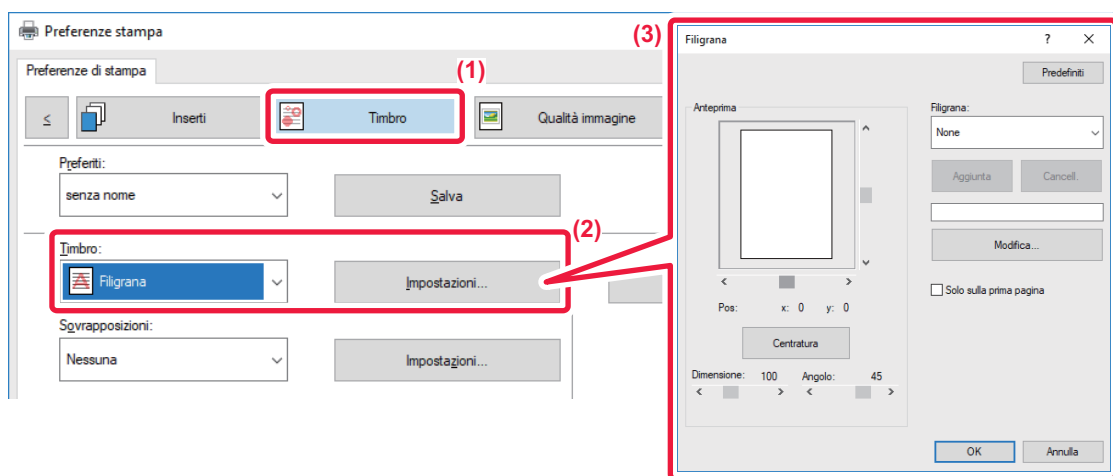 Preferenze stampa
Preferenze di stampa
(1)
≤
Inserti
Timbro
Qualità immagine
Preferiti:
senza nome
Salva
(2)
Timbro:
Filigrana
Impostazioni...
Sovrapposizioni:
Nessuna
Impostazioni...
(3)
Filigrana
?
Predefiniti
Anteprima
Filigrana:
None
Aggiunta
Cancell.
Modifica...
Solo sulla prima pagina
Pos: x: 0 y: 0
Centratura
Dimensione: 100 Angolo: 45
OK
Annulla